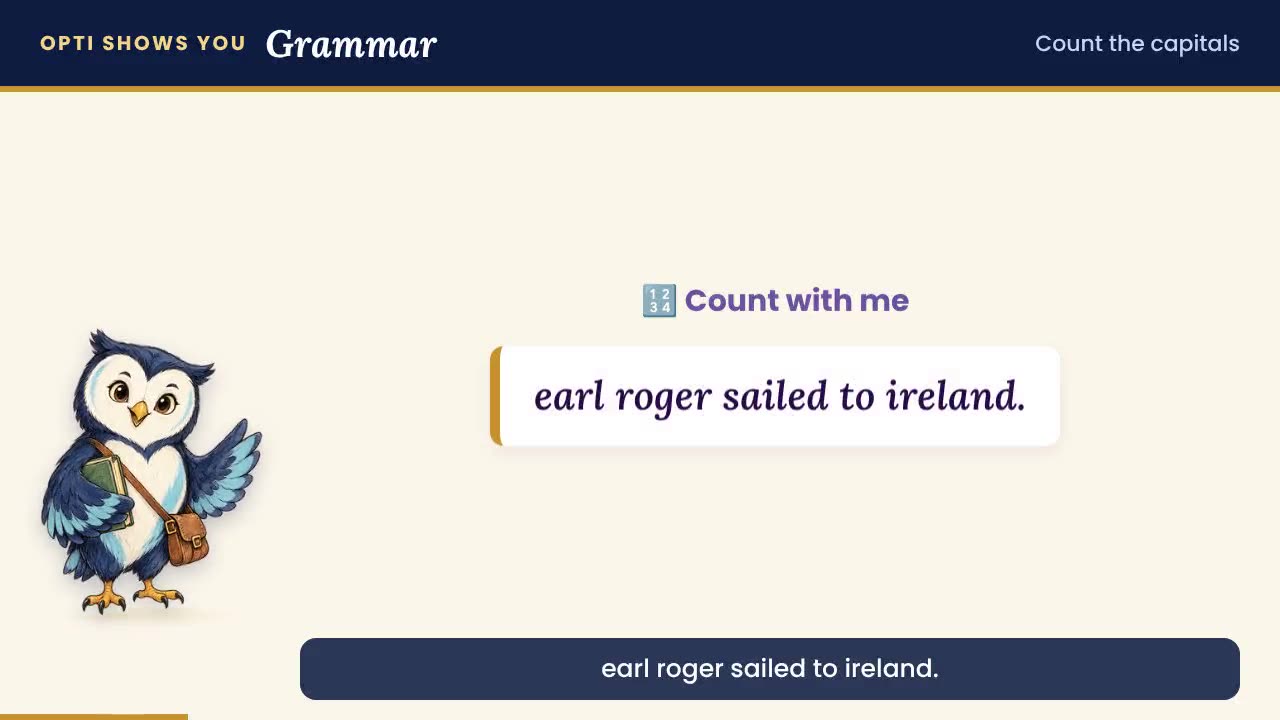 OPTI SHOWS YOU Grammar
Count the capitals
🔢 Count with me
earl roger sailed to ireland.
earl roger sailed to ireland.